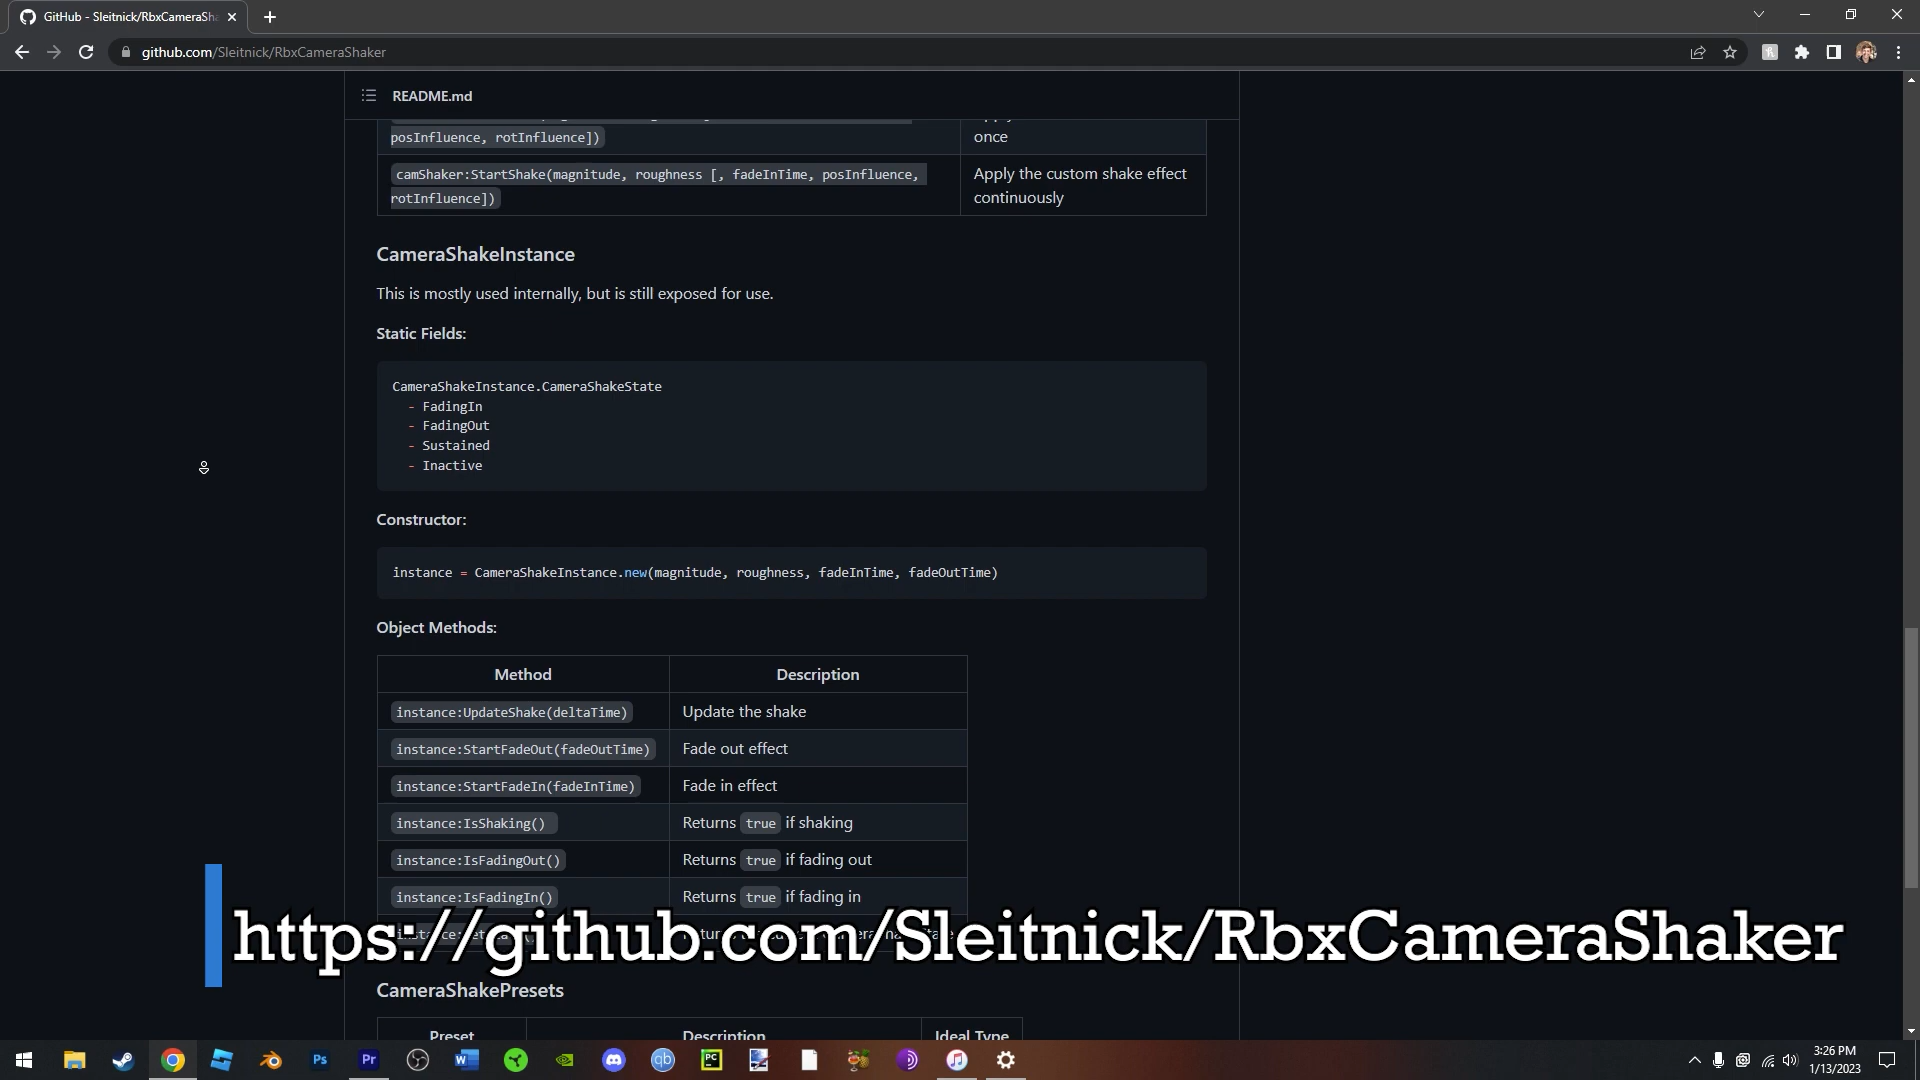 GitHub - Sleitnick/RbxCameraSha
github.com/Sleitnick/RbxCameraShaker
README.md
posInfluence, rotInfluence])
once
camShaker:StartShake(magnitude, roughness [, fadeInTime, posInfluence,
rotInfluence])
Apply the custom shake effect
continuously
CameraShakeInstance
This is mostly used internally, but is still exposed for use.
Static Fields:
CameraShakeInstance.CameraShakeState
- FadingIn
- FadingOut
- Sustained
- Inactive
Constructor:
instance = CameraShakeInstance.new(magnitude, roughness, fadeInTime, fadeOutTime)
Object Methods:
Method Description
instance:UpdateShake(deltaTime) Update the shake
instance:StartFadeOut(fadeOutTime) Fade out effect
instance:StartFadeIn(fadeInTime) Fade in effect
instance:IsShaking() Returns true if shaking
instance:IsFadingOut() Returns true if fading out
instance:IsFadingIn() Returns true if fading in
https://github.com/Sleitnick/RbxCameraShaker
CameraShakePresets
Preset Description Ideal Type
Ps
Pr
W
qb
PC
3:26 PM
1/13/2023